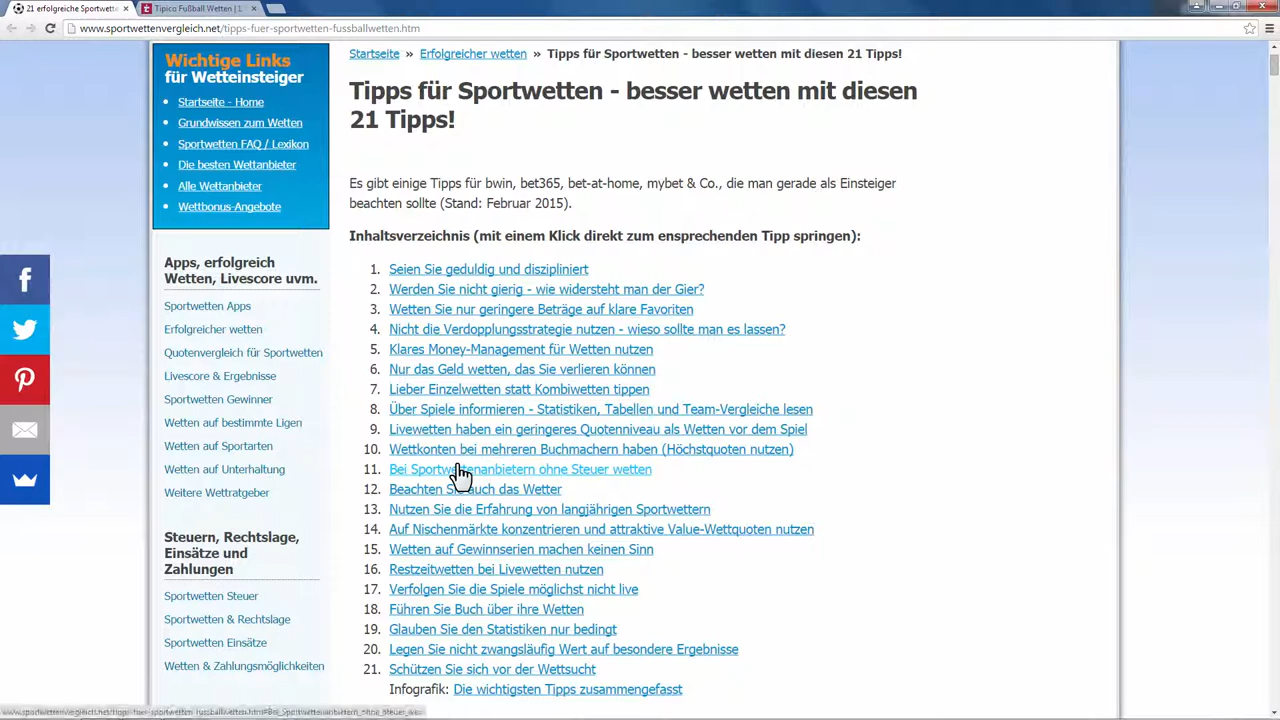 21 erfolgreiche Sportwetten
Tipico Fußball Wetten | 1
www.sportwettenvergleich.net/tipps-fuer-sportwetten-fussballwetten.htm
Wichtige Links
für Wetteinsteiger
Startseite - Home
Grundwissen zum Wetten
Sportwetten FAQ / Lexikon
Die besten Wettanbieter
Alle Wettanbieter
Wettbonus-Angebote
Apps, erfolgreich
Wetten, Livescore uvm.
Sportwetten Apps
Erfolgreicher wetten
Quotenvergleich für Sportwetten
Livescore & Ergebnisse
Sportwetten Gewinner
Wetten auf bestimmte Ligen
Wetten auf Sportarten
Wetten auf Unterhaltung
Weitere Wettratgeber
Steuern, Rechtslage,
Einsätze und
Zahlungen
Sportwetten Steuer
Sportwetten & Rechtslage
Sportwetten Einsätze
Wetten & Zahlungsmöglichkeiten
Startseite » Erfolgreicher wetten » Tipps für Sportwetten - besser wetten mit diesen 21 Tipps!
Tipps für Sportwetten - besser wetten mit diesen
21 Tipps!
Es gibt einige Tipps für bwin, bet365, bet-at-home, mybet & Co., die man gerade als Einsteiger
beachten sollte (Stand: Februar 2015).
Inhaltsverzeichnis (mit einem Klick direkt zum ensprechenden Tipp springen):
1. Seien Sie geduldig und diszipliniert
2. Werden Sie nicht gierig - wie widersteht man der Gier?
3. Wetten Sie nur geringere Beträge auf klare Favoriten
4. Nicht die Verdopplungsstrategie nutzen - wieso sollte man es lassen?
5. Klares Money-Management für Wetten nutzen
6. Nur das Geld wetten, das Sie verlieren können
7. Lieber Einzelwetten statt Kombiwetten tippen
8. Über Spiele informieren - Statistiken, Tabellen und Team-Vergleiche lesen
9. Livewetten haben ein geringeres Quotenniveau als Wetten vor dem Spiel
10. Wettkonten bei mehreren Buchmachern haben (Höchstquoten nutzen)
11. Bei Sportwettenanbietern ohne Steuer wetten
12. Beachten Sie auch das Wetter
13. Nutzen Sie die Erfahrung von langjährigen Sportwettern
14. Auf Nischenmärkte konzentrieren und attraktive Value-Wettquoten nutzen
15. Wetten auf Gewinnserien machen keinen Sinn
16. Restzeitwetten bei Livewetten nutzen
17. Verfolgen Sie die Spiele möglichst nicht live
18. Führen Sie Buch über ihre Wetten
19. Glauben Sie den Statistiken nur bedingt
20. Legen Sie nicht zwangsläufig Wert auf besondere Ergebnisse
21. Schützen Sie sich vor der Wettsucht
Infografik: Die wichtigsten Tipps zusammengefasst